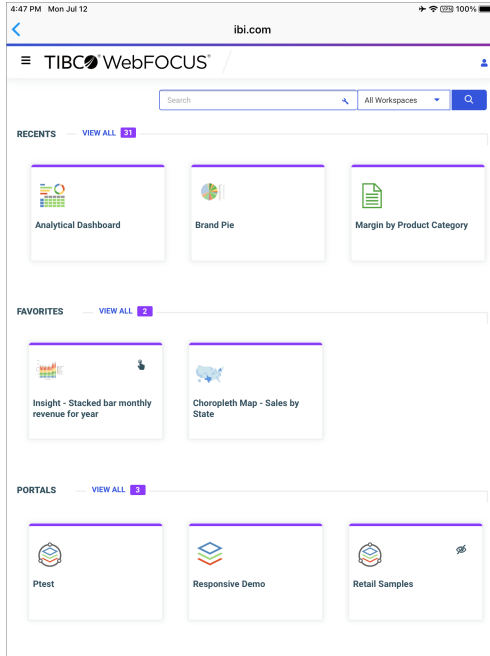 4:47 PM Mon Jul 12
VPN 100%
ibi.com
TIBCO® WebFOCUS®
Search
All Workspaces
RECENTS VIEW ALL 31
Analytical Dashboard
Brand Pie
Margin by Product Category
FAVORITES VIEW ALL 2
Insight - Stacked bar monthly
revenue for year
Choropleth Map - Sales by
State
PORTALS VIEW ALL 3
Ptest
Responsive Demo
Retail Samples